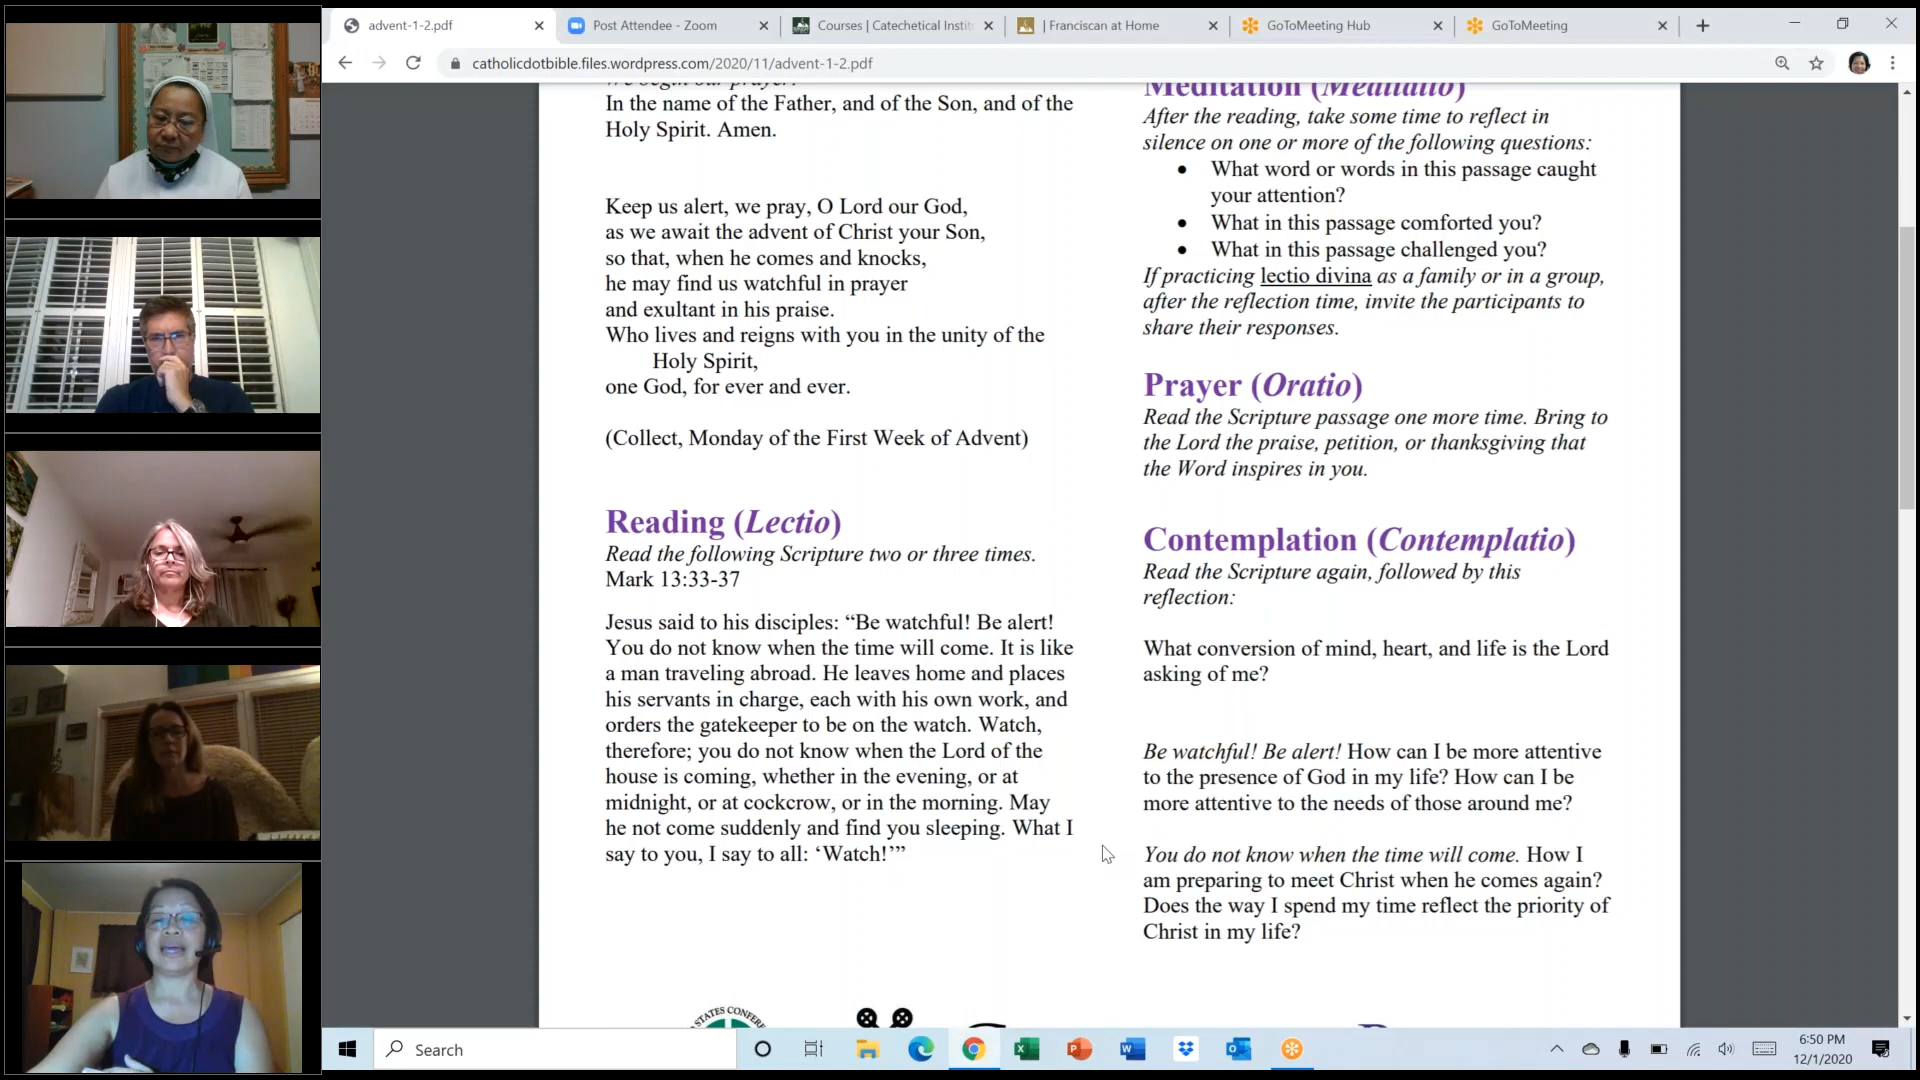 advent-1-2.pdf
Post Attendee - Zoom
Courses | Catechetical Instit
| Franciscan at Home
GoToMeeting Hub
GoToMeeting
catholicdotbible.files.wordpress.com/2020/11/advent-1-2.pdf
We begin our prayer:
In the name of the Father, and of the Son, and of the
Holy Spirit. Amen.
Keep us alert, we pray, O Lord our God,
as we await the advent of Christ your Son,
so that, when he comes and knocks,
he may find us watchful in prayer
and exultant in his praise.
Who lives and reigns with you in the unity of the
Holy Spirit,
one God, for ever and ever.
(Collect, Monday of the First Week of Advent)
Reading (Lectio)
Read the following Scripture two or three times.
Mark 13:33-37
Jesus said to his disciples: “Be watchful! Be alert!
You do not know when the time will come. It is like
a man traveling abroad. He leaves home and places
his servants in charge, each with his own work, and
orders the gatekeeper to be on the watch. Watch,
therefore; you do not know when the Lord of the
house is coming, whether in the evening, or at
midnight, or at cockcrow, or in the morning. May
he not come suddenly and find you sleeping. What I
say to you, I say to all: ‘Watch!’”
STATES CONFER
Meditation (Meditatio)
After the reading, take some time to reflect in
silence on one or more of the following questions:
• What word or words in this passage caught
your attention?
• What in this passage comforted you?
• What in this passage challenged you?
If practicing lectio divina as a family or in a group,
after the reflection time, invite the participants to
share their responses.
Prayer (Oratio)
Read the Scripture passage one more time. Bring to
the Lord the praise, petition, or thanksgiving that
the Word inspires in you.
Contemplation (Contemplatio)
Read the Scripture again, followed by this
reflection:
What conversion of mind, heart, and life is the Lord
asking of me?
Be watchful! Be alert! How can I be more attentive
to the presence of God in my life? How can I be
more attentive to the needs of those around me?
You do not know when the time will come. How I
am preparing to meet Christ when he comes again?
Does the way I spend my time reflect the priority of
Christ in my life?
Search
6:50 PM
12/1/2020